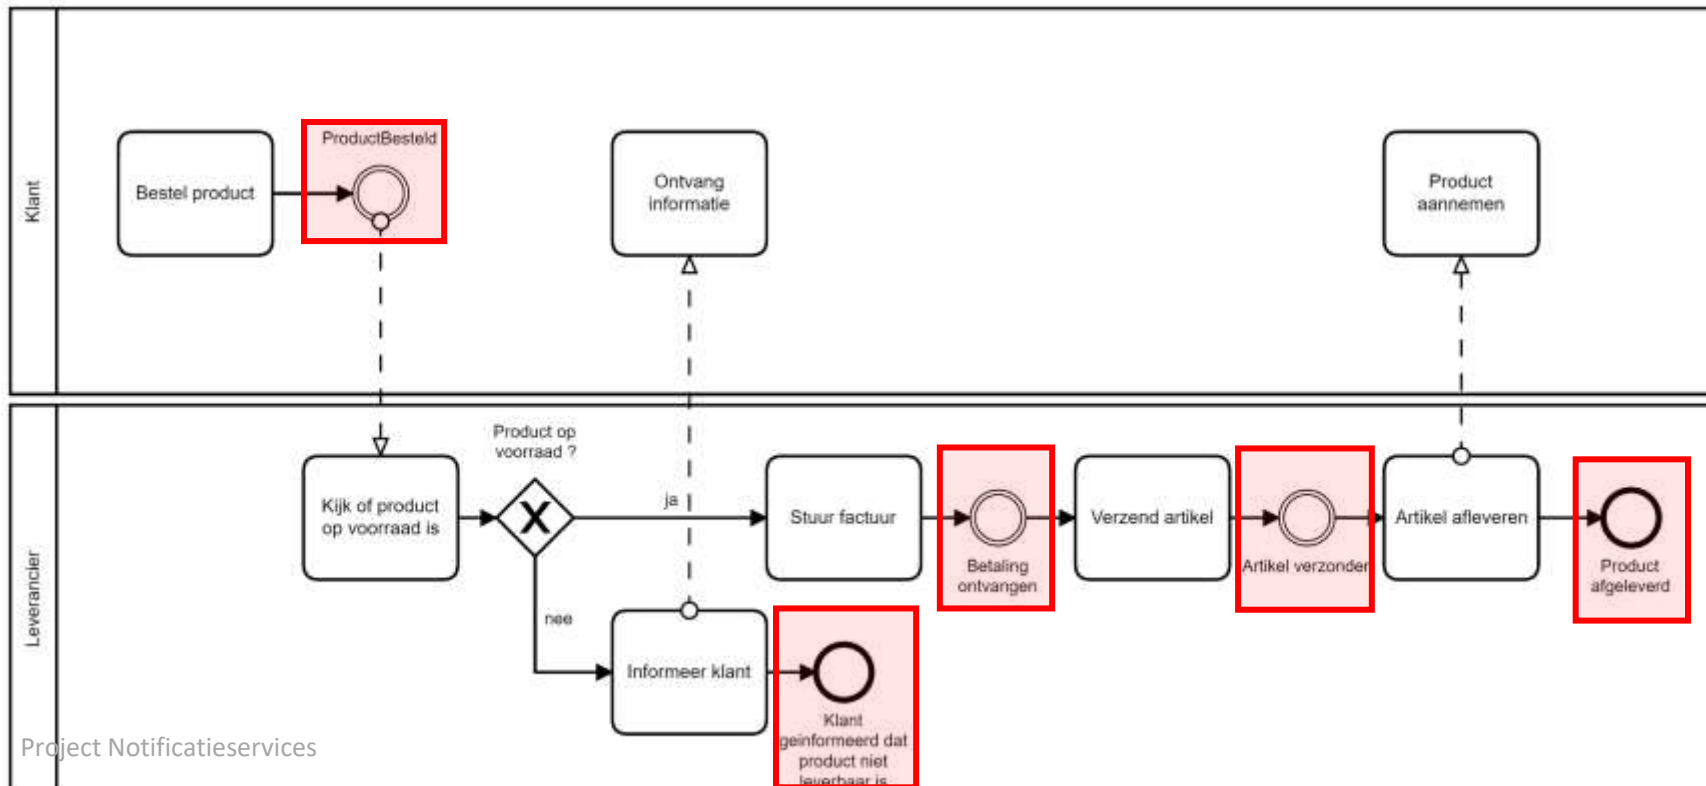 Klant
Bestel product
ProductBesteld
Ontvang
informatie
Product
aannemen
Leverancier
Kijk of product
op voorraad is
Product op
voorraad ?
ja
nee
Stuur factuur
Betaling
ontvangen
Verzend artikel
Artikel verzonden
Artikel afleveren
Product
afgeleverd
Informeer klant
Klant
geinformeerd dat
product niet
leverbaar is
Project Notificatieservices